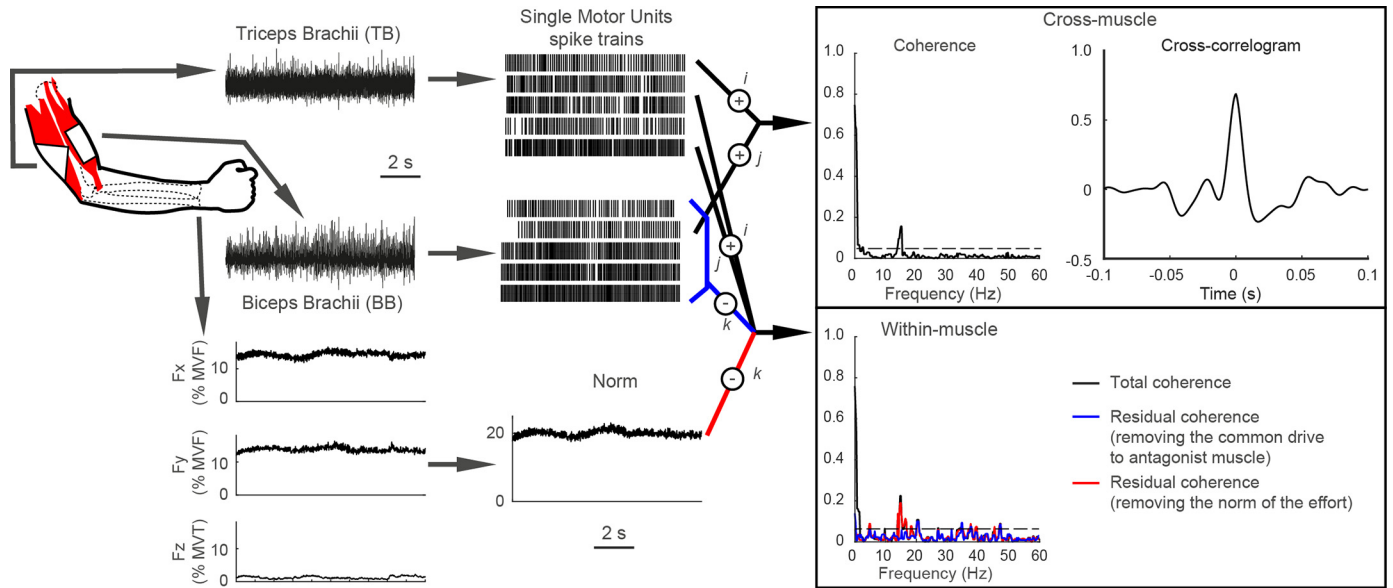 Triceps Brachii (TB)
2 s
Biceps Brachii (BB)
Single Motor Units
spike trains
i
+
+
j
i
+
j
-
k
-
k
Fx
(% MVF)
10
0
Fy
(% MVF)
10
0
Fz
(% MVT)
10
0
Norm
20
0
2 s
Cross-muscle
Coherence
1.0
0.8
0.6
0.4
0.2
0
0 10 20 30 40 50 60
Frequency (Hz)
Cross-correlogram
1.0
0.5
0
-0.5
-0.1 -0.05 0 0.05 0.1
Time (s)
Within-muscle
1.0
0.8
0.6
0.4
0.2
0
0 10 20 30 40 50 60
Frequency (Hz)
Total coherence
Residual coherence
(removing the common drive
to antagonist muscle)
Residual coherence
(removing the norm of the effort)